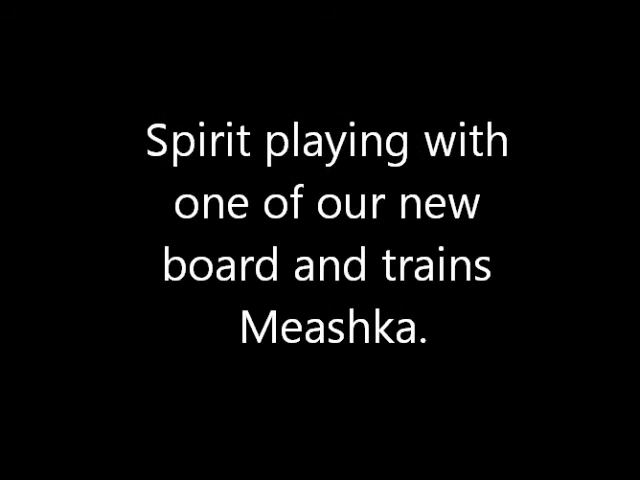 Spirit playing with
one of our new
board and trains
Meashka.